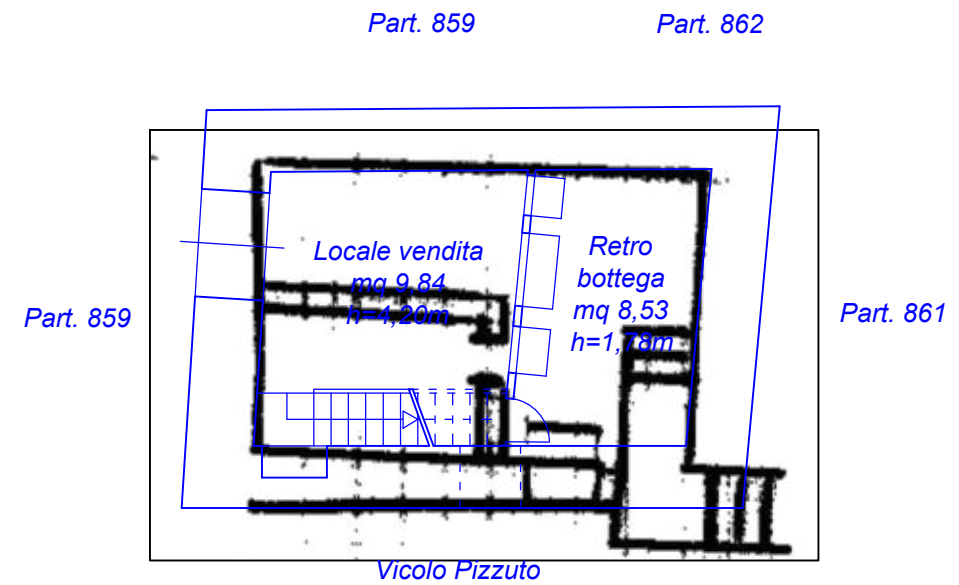 Part. 859
Part. 862
Locale vendita
mq 9,84
h=4,20m
Retro
bottega
mq 8,53
h=1,78m
Part. 859
Part. 861
Vicolo Pizzuto